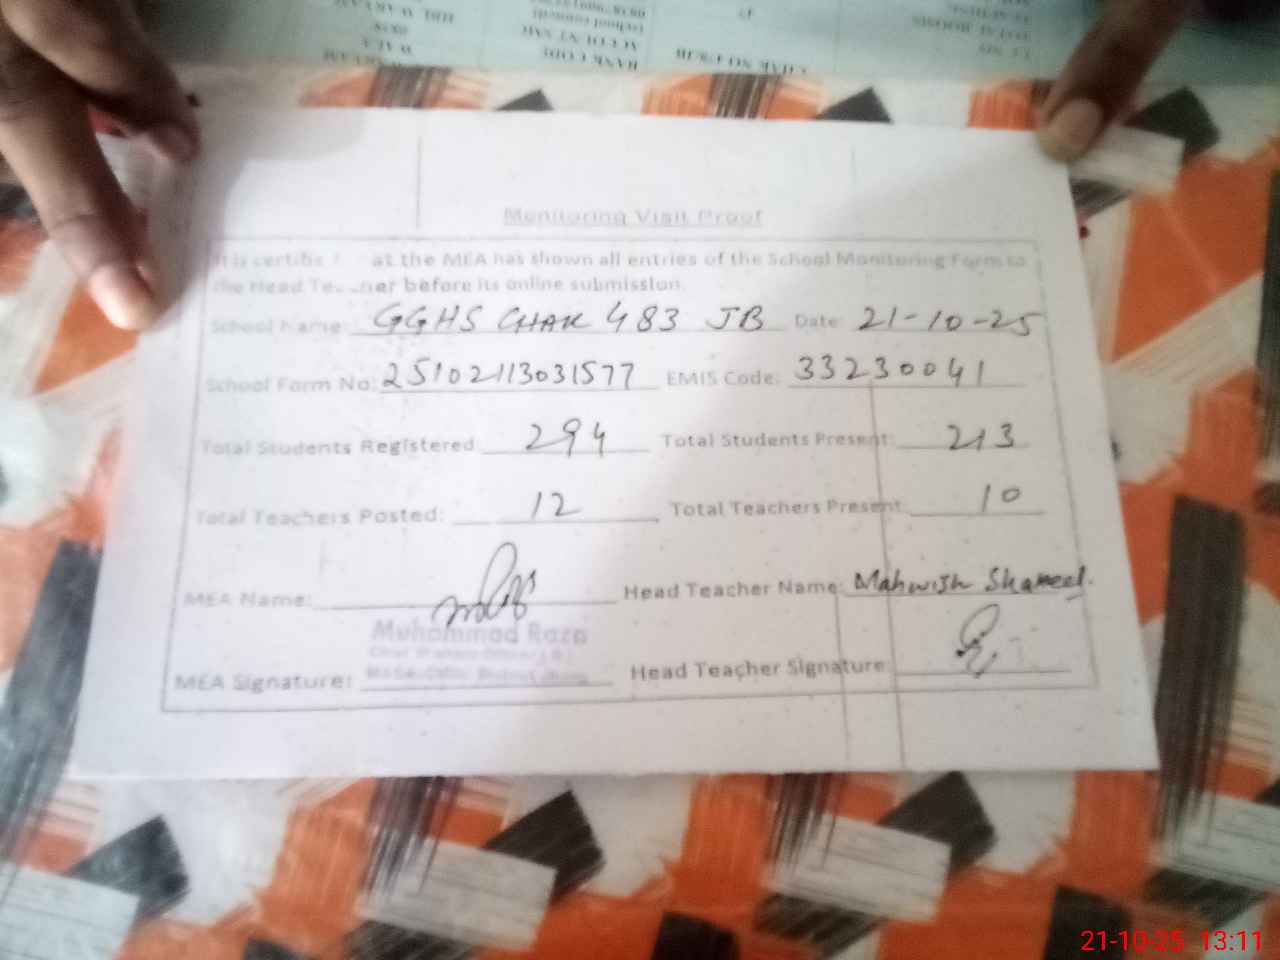 Monitoring Visit Proof
It is at the MEA has shown all entries of the School Monitoring Form to
the Head Teacher before its online submission.
School Name: GGHS CHAK 483 JB Date: 21-10-25
School Form No: 25102113031577 EMIS Code: 33230041
Total Students Registered: 294 Total Students Present: 213
Total Teachers Posted: 12 Total Teachers Present: 10
MEA Name: Head Teacher Name: Mahwish Shakeel.
Muhammad Raza
MEA Signature: Head Teacher Signature:
21-10-25 13:11